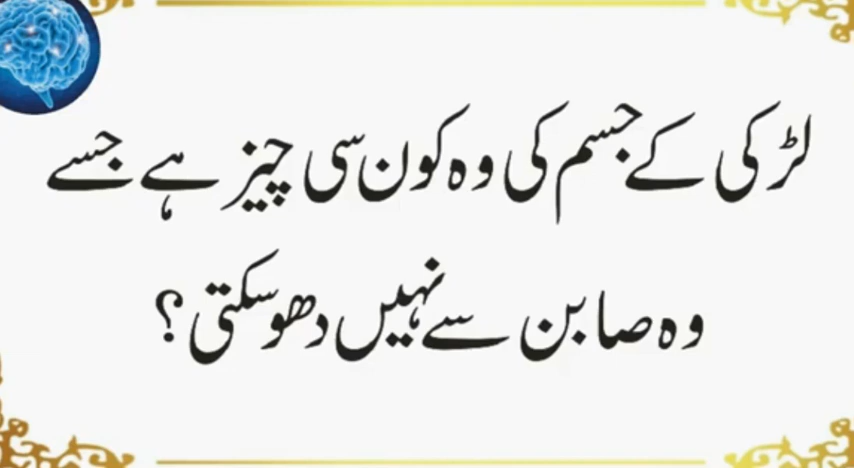 لڑکی کے جسم کی وہ کون سی چیز ہے جسے
وہ صابن سے نہیں دھو سکتی؟